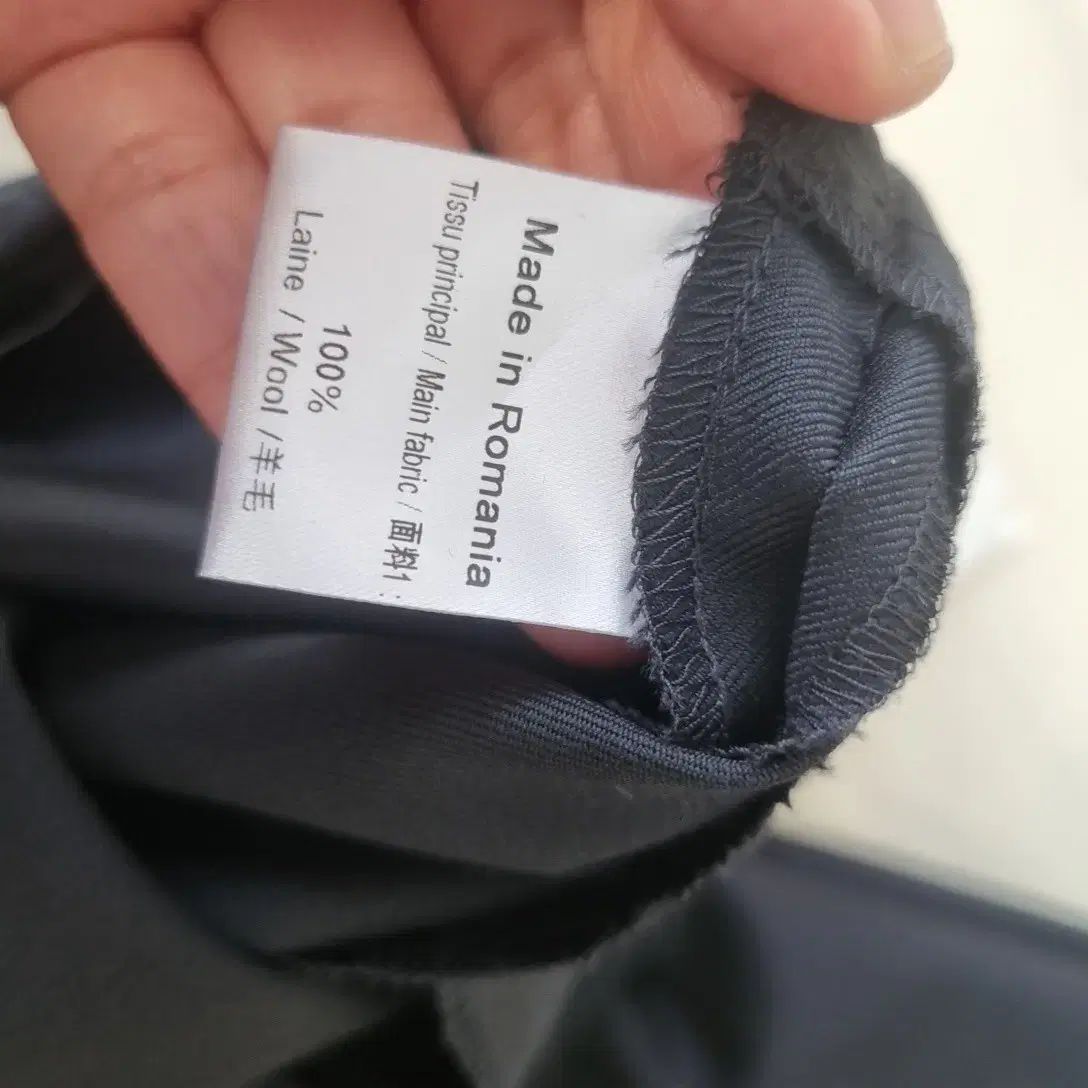 Made in Romania
Tissu principal / Main fabric / 面料1 :
100%
Laine / Wool / 羊毛